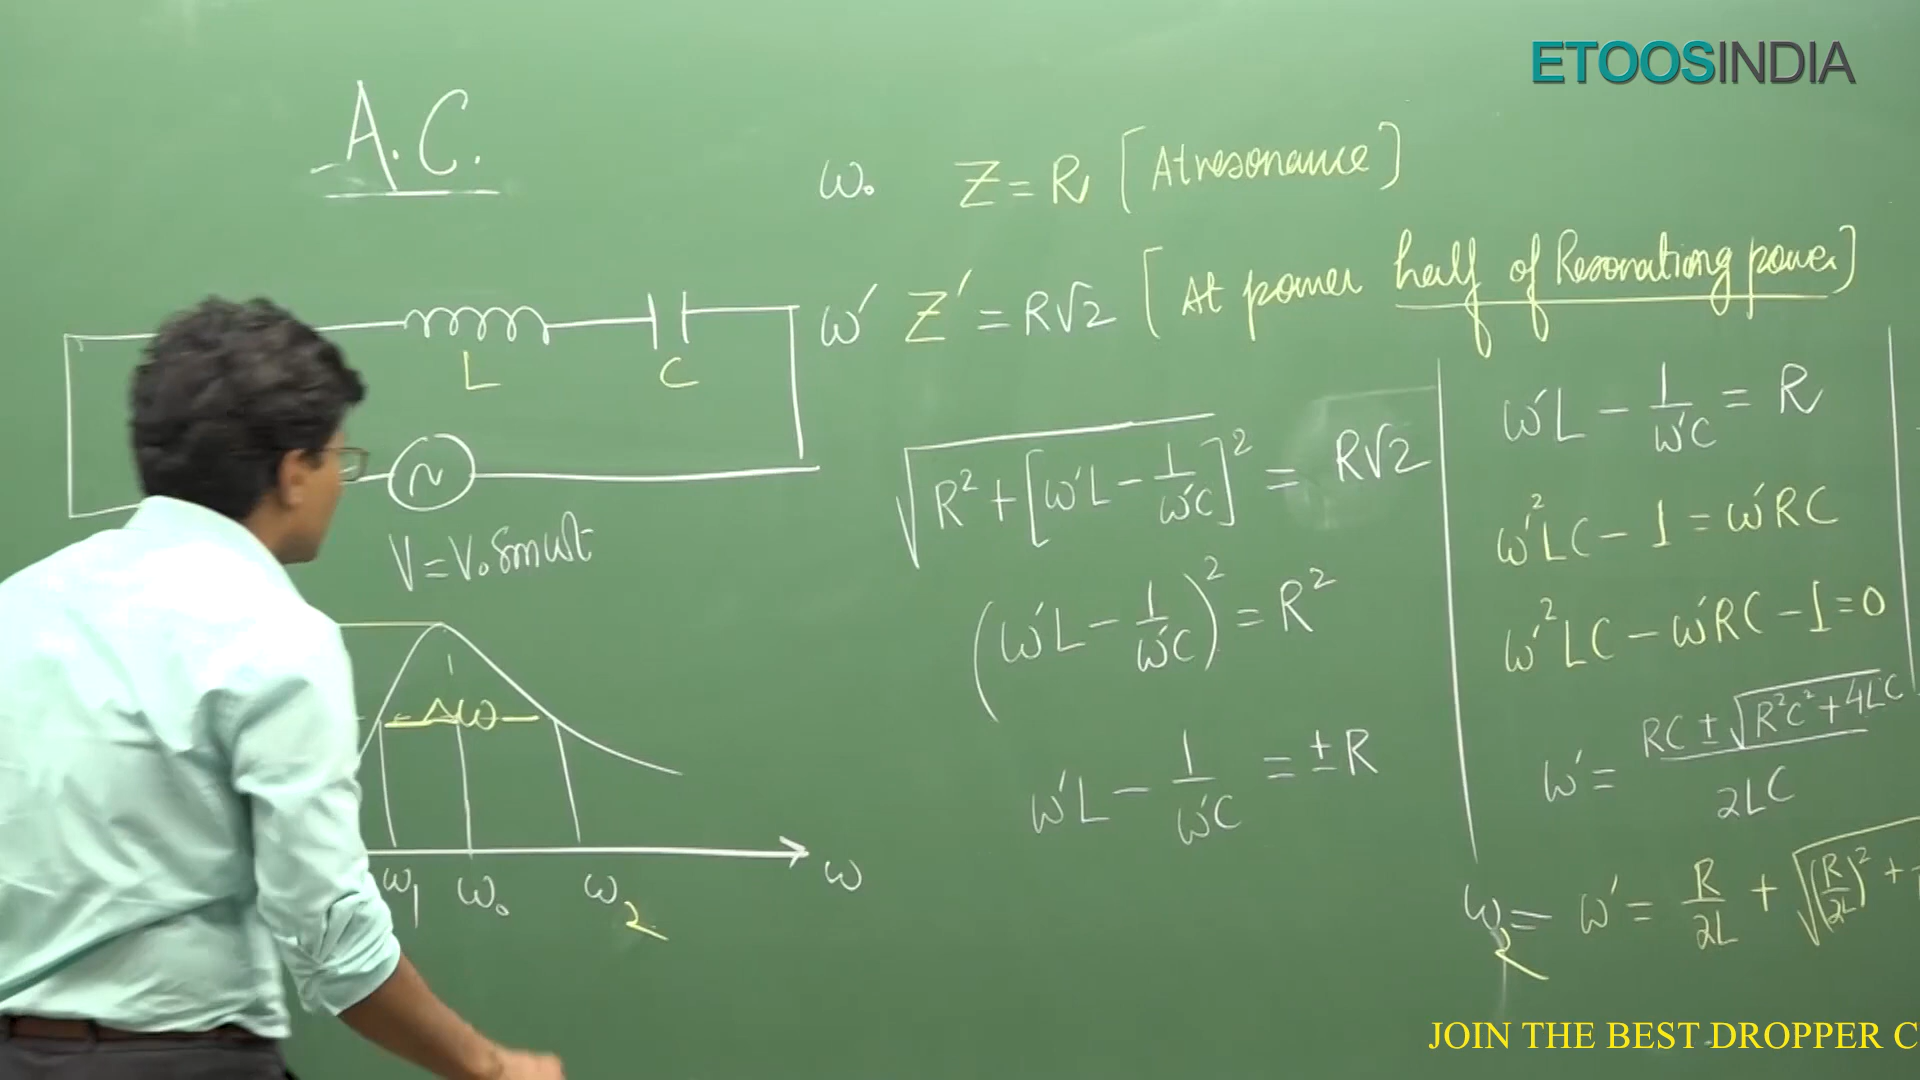 ETOOSINDIA
A.C.
ω₀ Z = R [At resonance]
ω′ Z′ = R√2 [At power half of Resonationg power]
L C
V = V₀ sinωt
√R² + [ω′L − 1/ω′C]² = R√2
(ω′L − 1/ω′C)² = R²
ω′L − 1/ω′C = ± R
Δω
ω₁ ω₀ ω₂ ω
ω′L − 1/ω′C = R
ω′²LC − 1 = ω′RC
ω′²LC − ω′RC − 1 = 0
ω′ = RC ± √R²C² + 4LC / 2LC
ω₂ = ω′ = R/2L + √(R/2L)² +
JOIN THE BEST DROPPER C